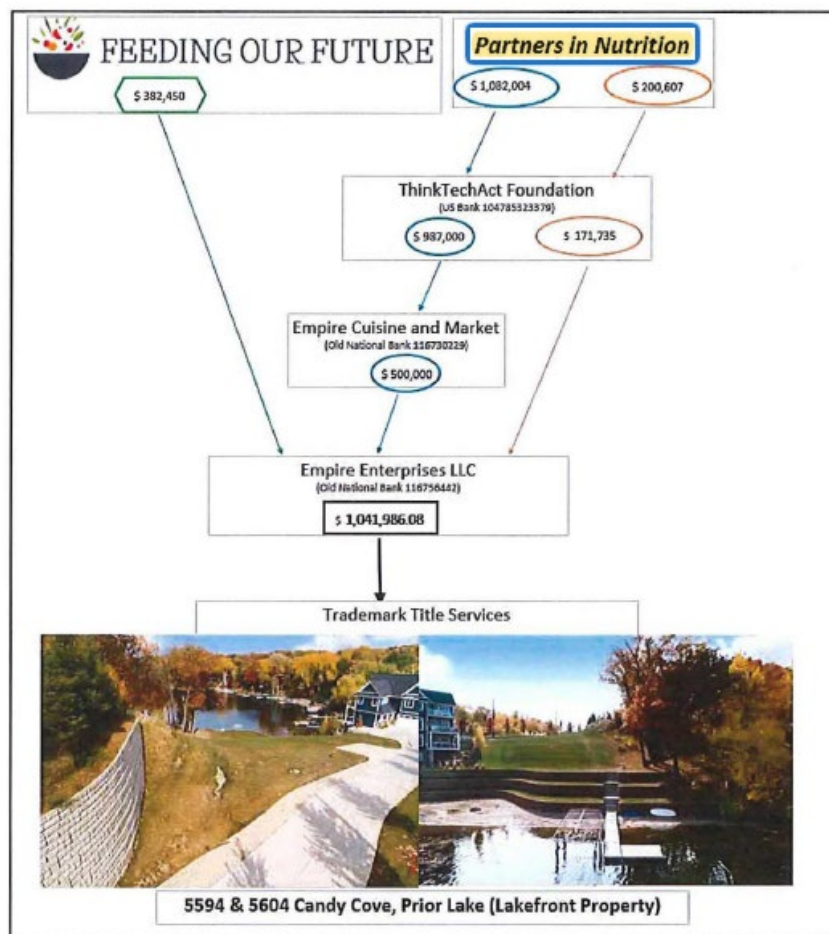 FEEDING OUR FUTURE
$ 382,450
Partners in Nutrition
$ 1,082,004
$ 200,607
ThinkTechAct Foundation
(US Bank 104785323379)
$ 987,000
$ 171,735
Empire Cuisine and Market
(Old National Bank 116730229)
$ 500,000
Empire Enterprises LLC
(Old National Bank 116756442)
$ 1,041,986.08
Trademark Title Services
5594 & 5604 Candy Cove, Prior Lake (Lakefront Property)